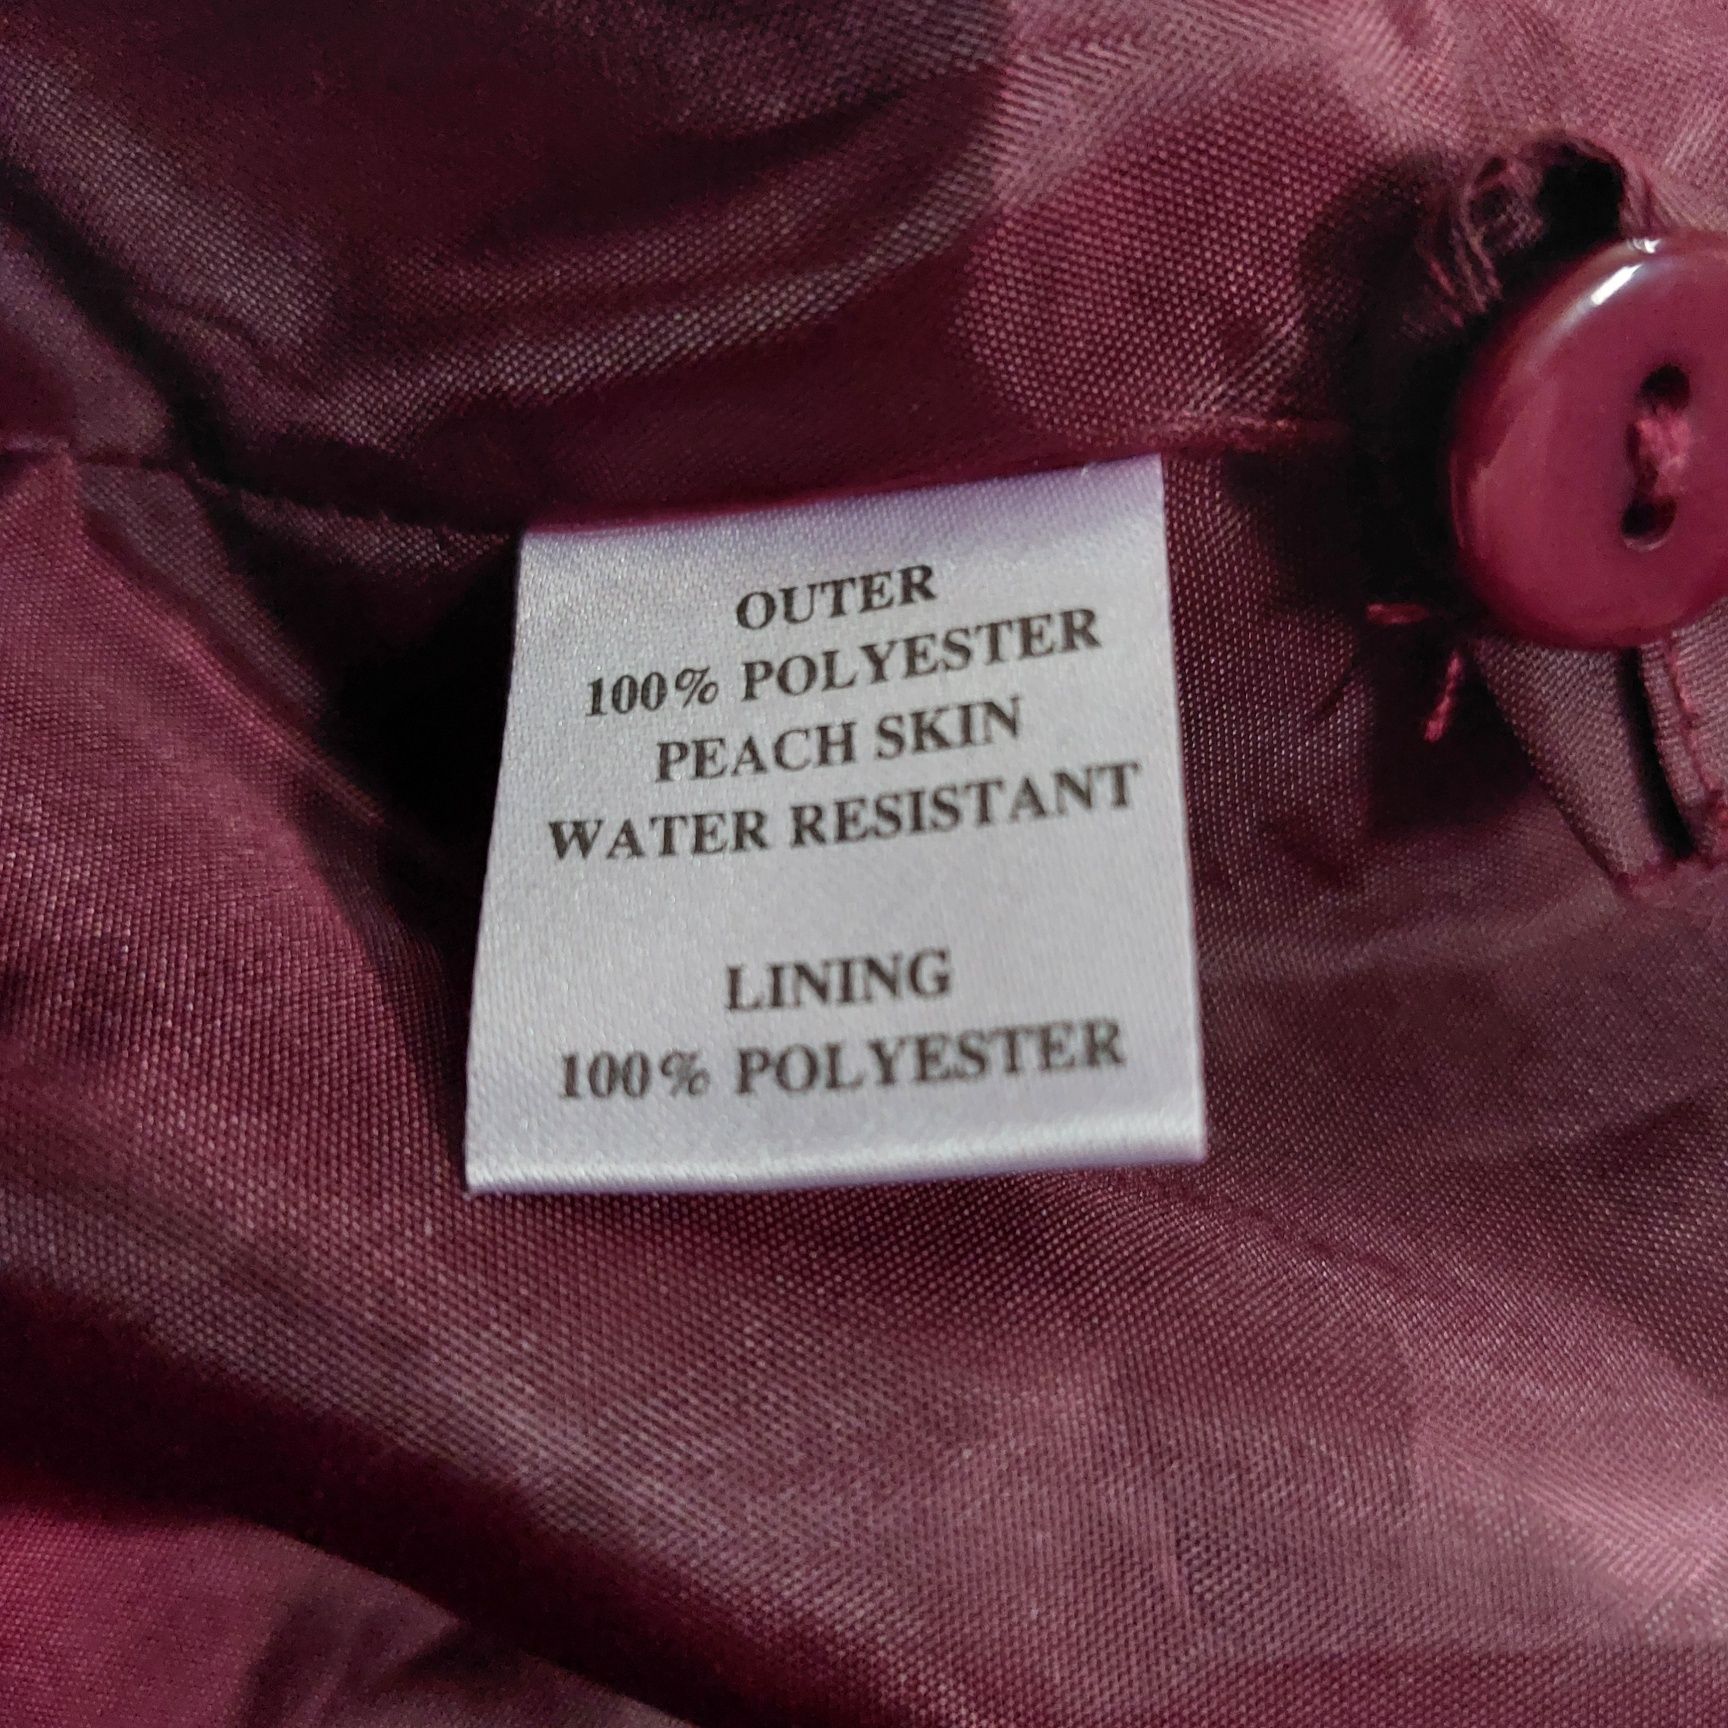 OUTER
100% POLYESTER
PEACH SKIN
WATER RESISTANT
LINING
100% POLYESTER